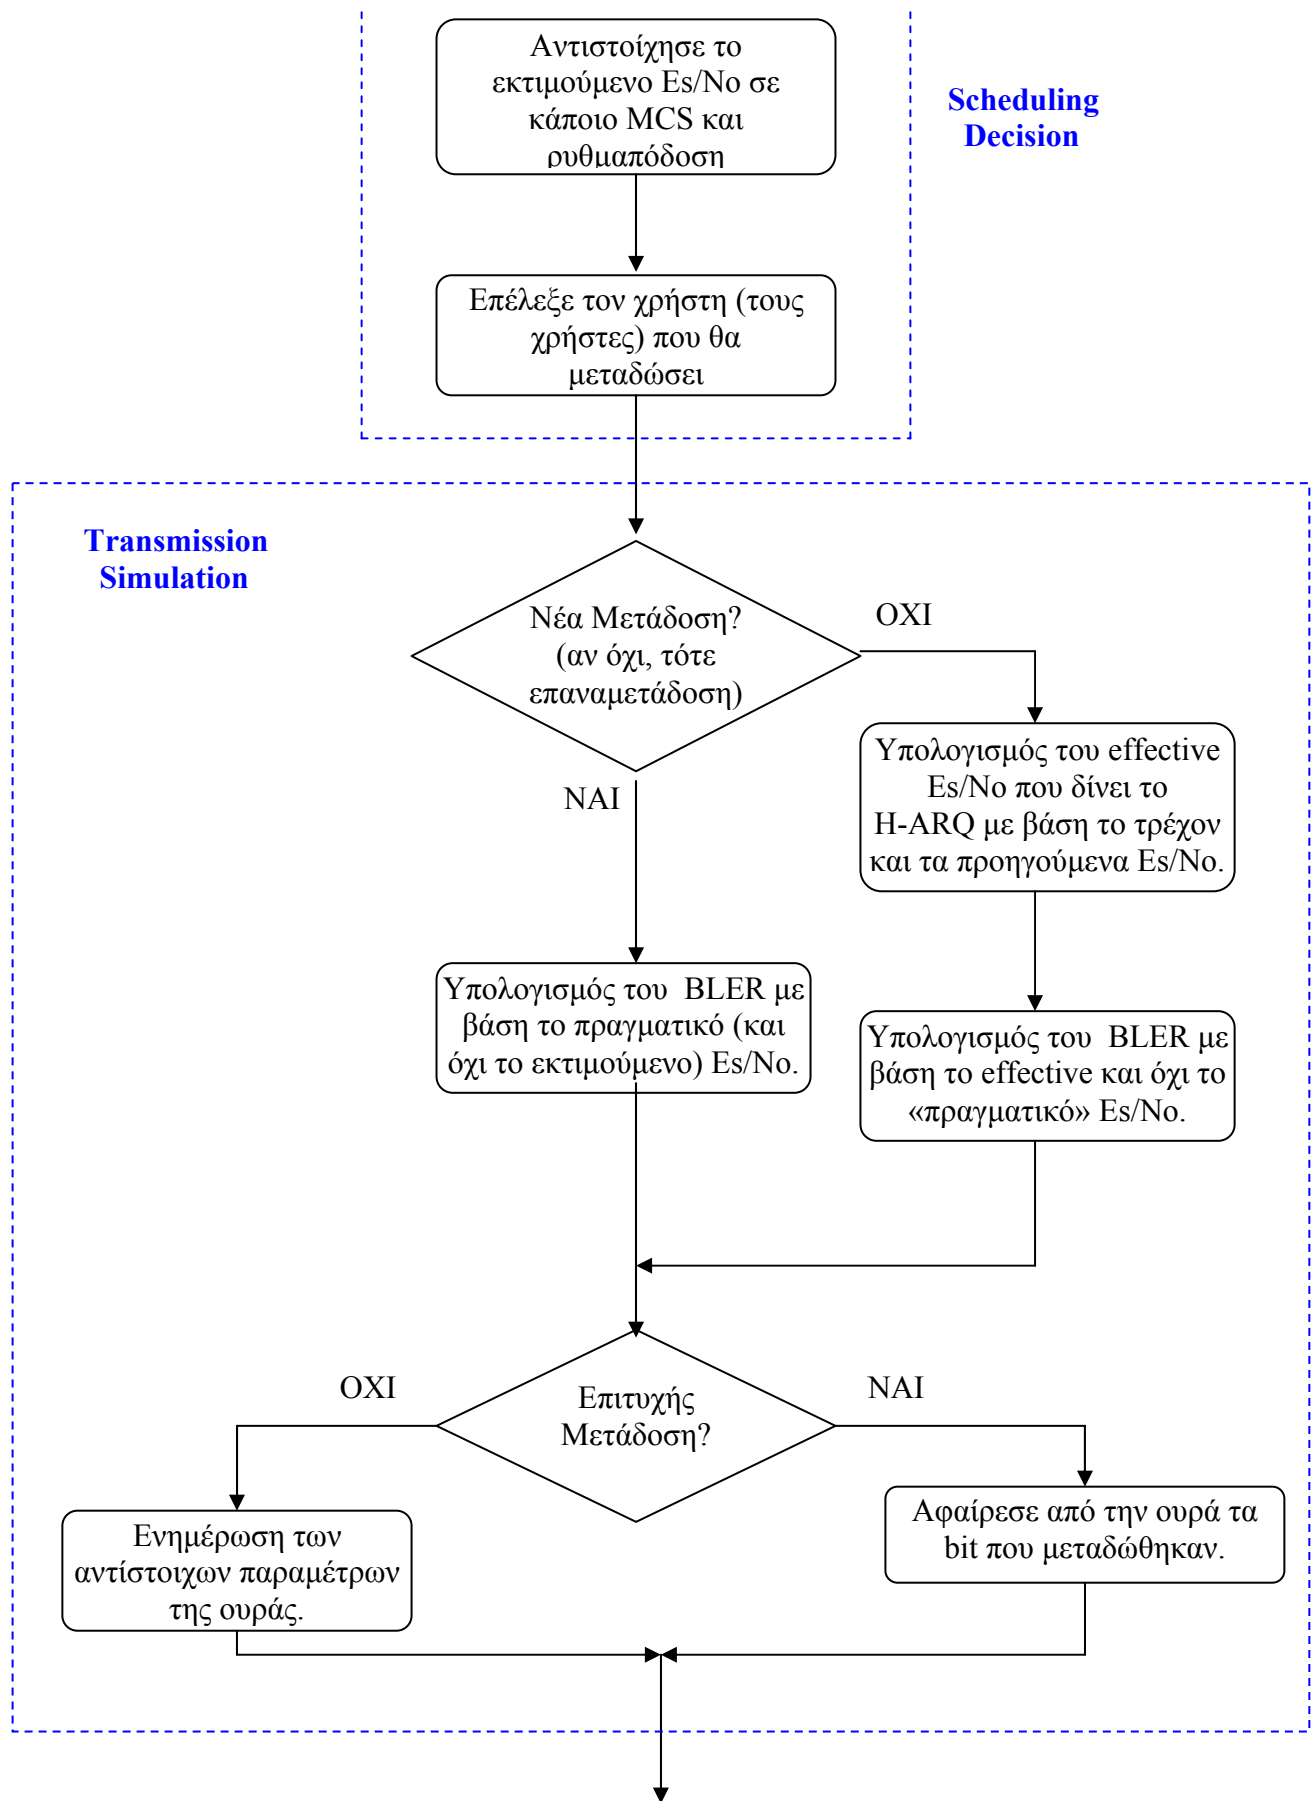 Αντιστοίχησε το
εκτιμούμενο Es/No σε
κάποιο MCS και
ρυθμαπόδοση
Scheduling
Decision
Επέλεξε τον χρήστη (τους
χρήστες) που θα
μεταδώσει
Transmission
Simulation
Νέα Μετάδοση?
(αν όχι, τότε
επαναμετάδοση)
ΟΧΙ
ΝΑΙ
Υπολογισμός του effective
Es/No που δίνει το
H-ARQ με βάση το τρέχον
και τα προηγούμενα Es/No.
Υπολογισμός του  BLER με
βάση το πραγματικό (και
όχι το εκτιμούμενο) Es/No.
Υπολογισμός του  BLER με
βάση το effective και όχι το
«πραγματικό» Es/No.
Επιτυχής
Μετάδοση?
ΟΧΙ
ΝΑΙ
Ενημέρωση των
αντίστοιχων παραμέτρων
της ουράς.
Αφαίρεσε από την ουρά τα
bit που μεταδώθηκαν.